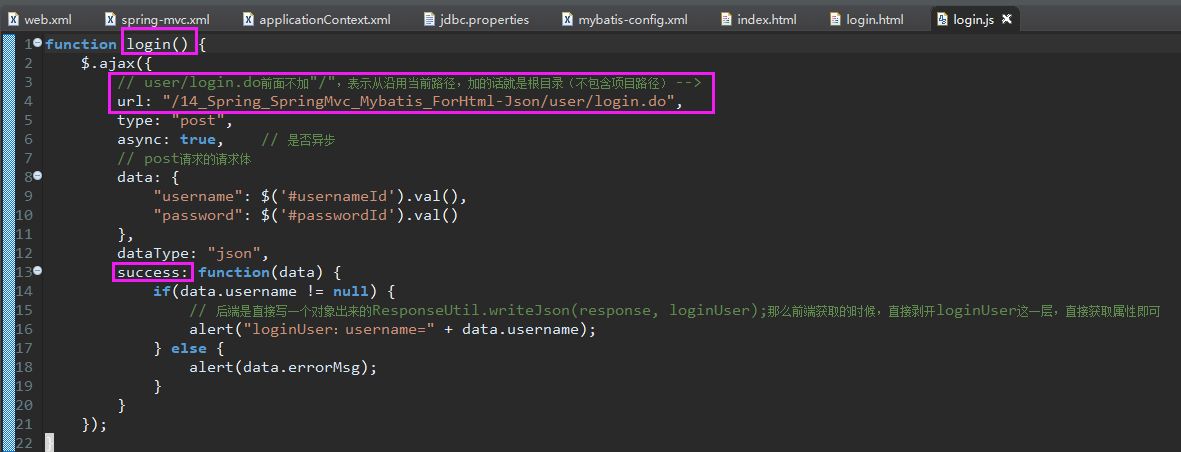 web.xml spring-mvc.xml applicationContext.xml jdbc.properties mybatis-config.xml index.html login.html login.js
1 function login() {
2 $.ajax({
3 // user/login.do前面不加"/"，表示从沿用当前路径，加的话就是根目录（不包含项目路径） -->
4 url: "/14_Spring_SpringMvc_Mybatis_ForHtml-Json/user/login.do",
5 type: "post",
6 async: true, // 是否异步
7 // post请求的请求体
8 data: {
9 "username": $('#usernameId').val(),
10 "password": $('#passwordId').val()
11 },
12 dataType: "json",
13 success: function(data) {
14 if(data.username != null) {
15 // 后端是直接写一个对象出来的ResponseUtil.writeJson(response, loginUser);那么前端获取的时候，直接剥开loginUser这一层，直接获取属性即可
16 alert("loginUser: username=" + data.username);
17 } else {
18 alert(data.errorMsg);
19 }
20 }
21 });
22 }